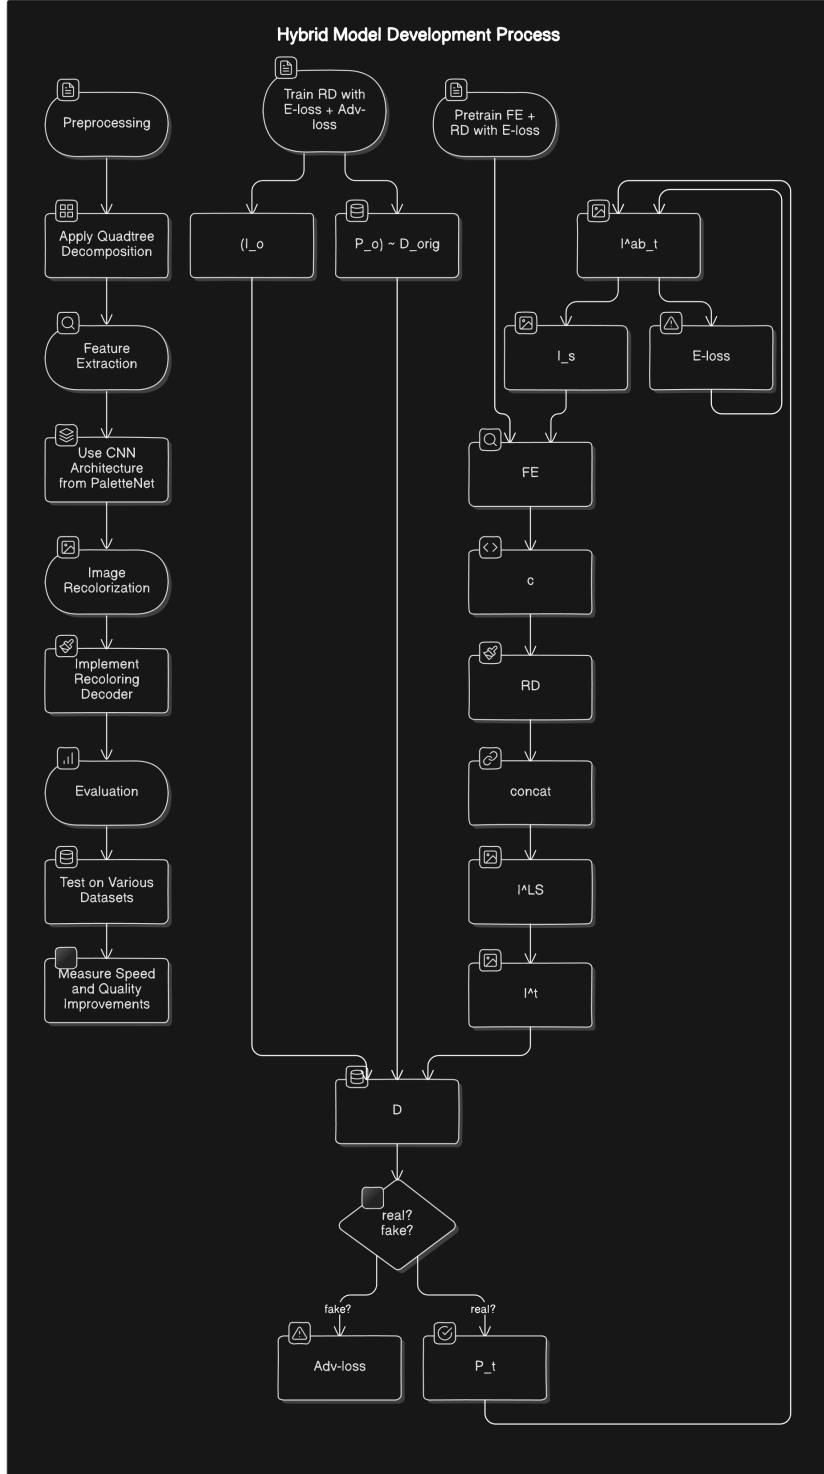 Hybrid Model Development Process
Preprocessing
Apply Quadtree
Decomposition
Feature
Extraction
Use CNN
Architecture
from PaletteNet
Image
Recolorization
Implement
Recoloring
Decoder
Evaluation
Test on Various
Datasets
Measure Speed
and Quality
Improvements
Train RD with
E-loss + Adv-
loss
(I_o
P_o) ~ D_orig
Pretrain FE +
RD with E-loss
I^ab_t
I_s
E-loss
FE
c
RD
concat
I^LS
I^t
D
real?
fake?
fake?
real?
Adv-loss
P_t